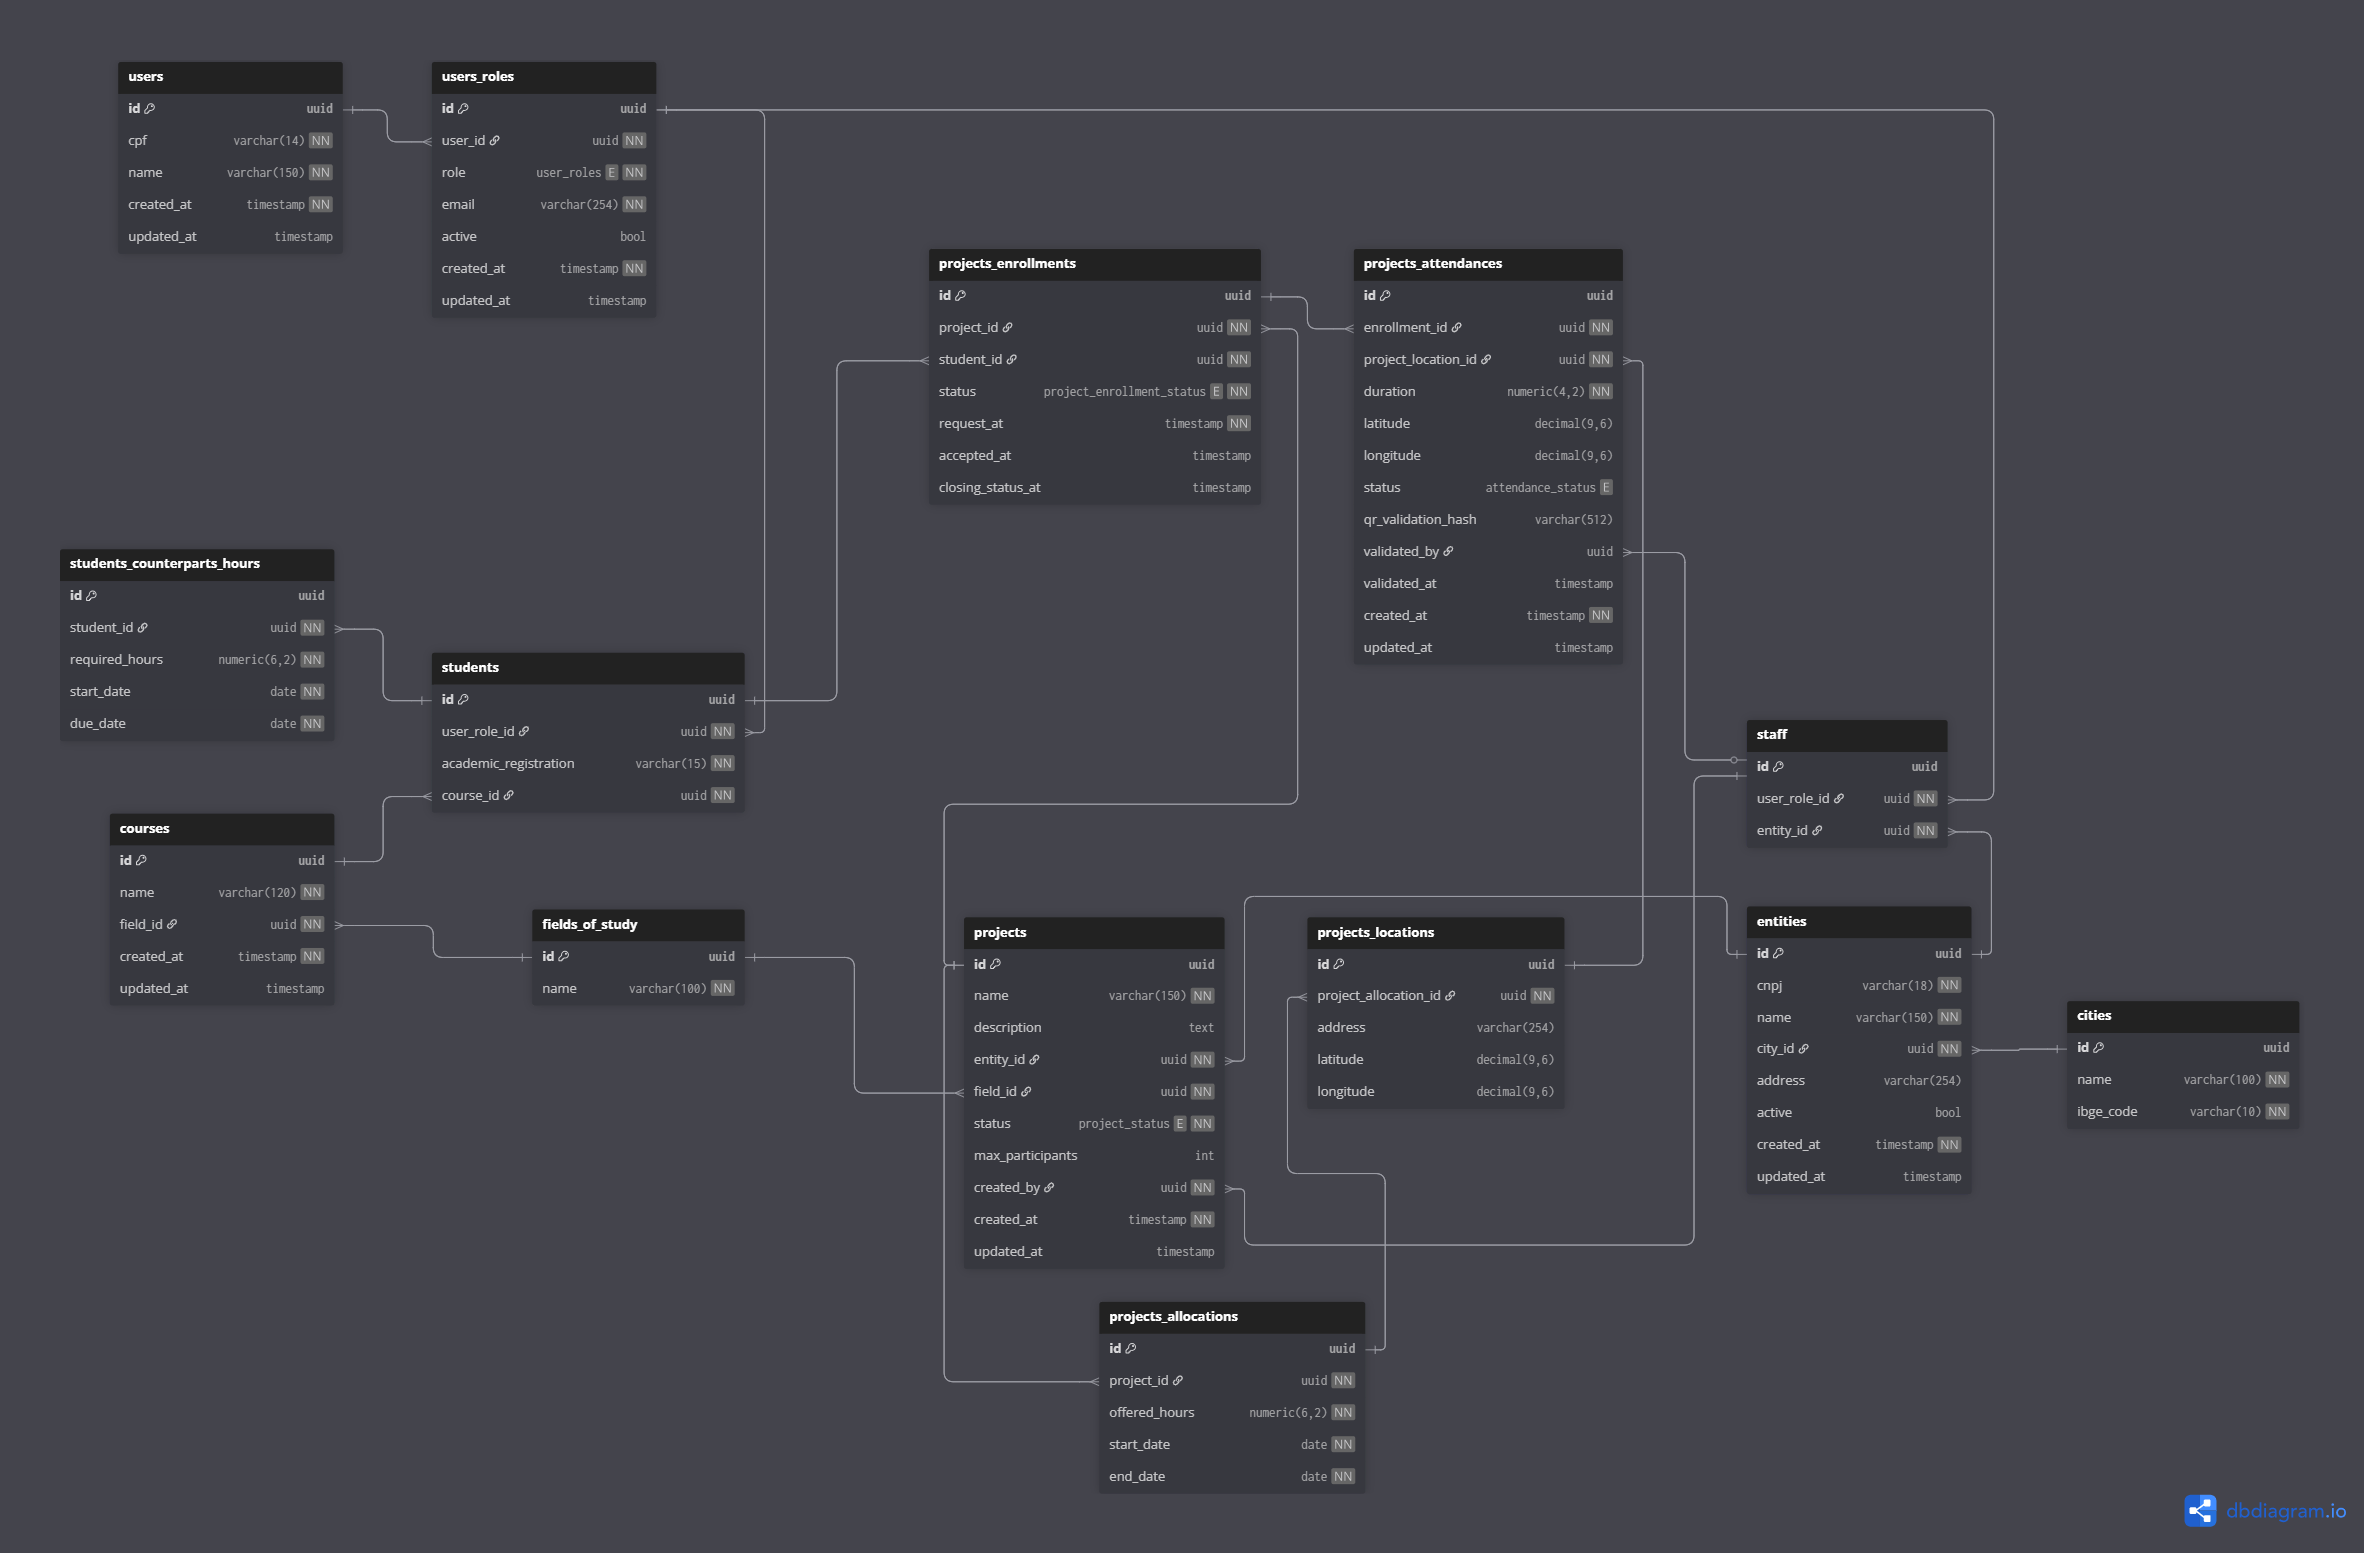 users
id uuid
cpf varchar(14) NN
name varchar(150) NN
created_at timestamp NN
updated_at timestamp
users_roles
id uuid
user_id uuid NN
role user_roles E NN
email varchar(254) NN
active bool
created_at timestamp NN
updated_at timestamp
projects_enrollments
id uuid
project_id uuid NN
student_id uuid NN
status project_enrollment_status E NN
request_at timestamp NN
accepted_at timestamp
closing_status_at timestamp
projects_attendances
id uuid
enrollment_id uuid NN
project_location_id uuid NN
duration numeric(4,2) NN
latitude decimal(9,6)
longitude decimal(9,6)
status attendance_status E
qr_validation_hash varchar(512)
validated_by uuid
validated_at timestamp
created_at timestamp NN
updated_at timestamp
students_counterparts_hours
id uuid
student_id uuid NN
required_hours numeric(6,2) NN
start_date date NN
due_date date NN
students
id uuid
user_role_id uuid NN
academic_registration varchar(15) NN
course_id uuid NN
staff
id uuid
user_role_id uuid NN
entity_id uuid NN
courses
id uuid
name varchar(120) NN
field_id uuid NN
created_at timestamp NN
updated_at timestamp
fields_of_study
id uuid
name varchar(100) NN
projects
id uuid
name varchar(150) NN
description text
entity_id uuid NN
field_id uuid NN
status project_status E NN
max_participants int
created_by uuid NN
created_at timestamp NN
updated_at timestamp
projects_locations
id uuid
project_allocation_id uuid NN
address varchar(254)
latitude decimal(9,6)
longitude decimal(9,6)
entities
id uuid
cnpj varchar(18) NN
name varchar(150) NN
city_id uuid NN
address varchar(254)
active bool
created_at timestamp NN
updated_at timestamp
cities
id uuid
name varchar(100) NN
ibge_code varchar(10) NN
projects_allocations
id uuid
project_id uuid NN
offered_hours numeric(6,2) NN
start_date date NN
end_date date NN
dbdiagram.io